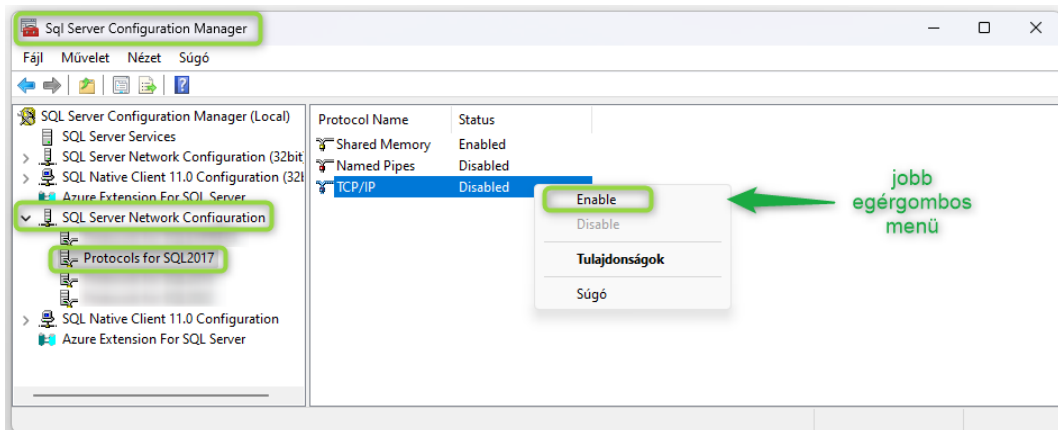 Sql Server Configuration Manager
Fájl Művelet Nézet Súgó
SQL Server Configuration Manager (Local)
SQL Server Services
SQL Server Network Configuration (32bit
SQL Native Client 11.0 Configuration (32b
Azure Extension For SQL Server
SQL Server Network Configuration
Protocols for SQL2017
SQL Native Client 11.0 Configuration
Azure Extension For SQL Server
Protocol Name Status
Shared Memory Enabled
Named Pipes Disabled
TCP/IP Disabled
Enable
Disable
Tulajdonságok
Súgó
jobb
egérgombos
menü